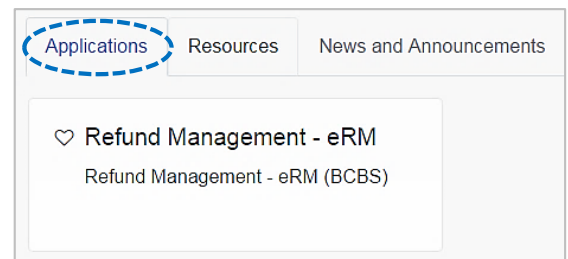 Applications Resources News and Announcements
Refund Management - eRM
Refund Management - eRM (BCBS)